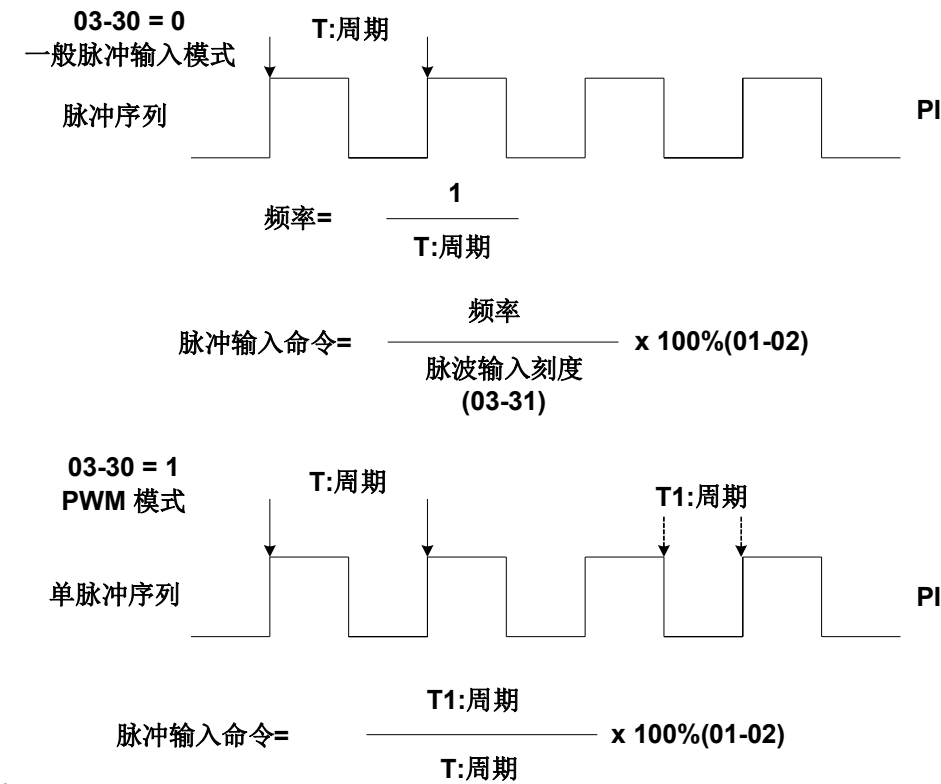 03-30 = 0
一般脉冲输入模式
T:周期
脉冲序列
PI
频率=
1
T:周期
脉冲输入命令=
频率
脉波输入刻度
(03-31)
x 100%(01-02)
03-30 = 1
PWM 模式
T:周期
T1:周期
单脉冲序列
PI
脉冲输入命令=
T1:周期
T:周期
x 100%(01-02)